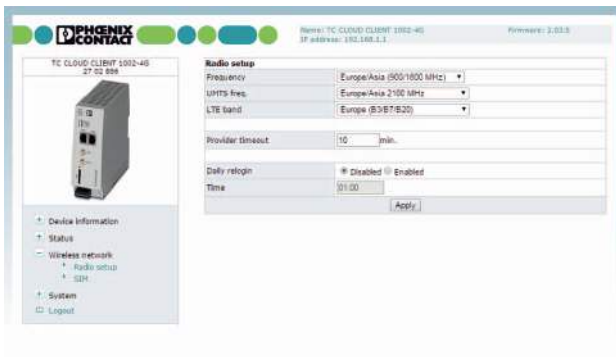 PHŒNIX
CONTACT
Name: TC CLOUD CLIENT 1002-4G
IP address: 192.168.1.1
Firmware: 2.03.5
TC CLOUD CLIENT 1002-4G
27 02 886
Radio setup
Frequency Europe/Asia (900/1800 MHz)
UMTS freq. Europe/Asia 2100 MHz
LTE band Europe (B3/B7/B20)
Provider timeout 10 min.
Daily relogin Disabled Enabled
Time 01:00
Apply
Device information
Status
Wireless network
Radio setup
SIM
System
Logout